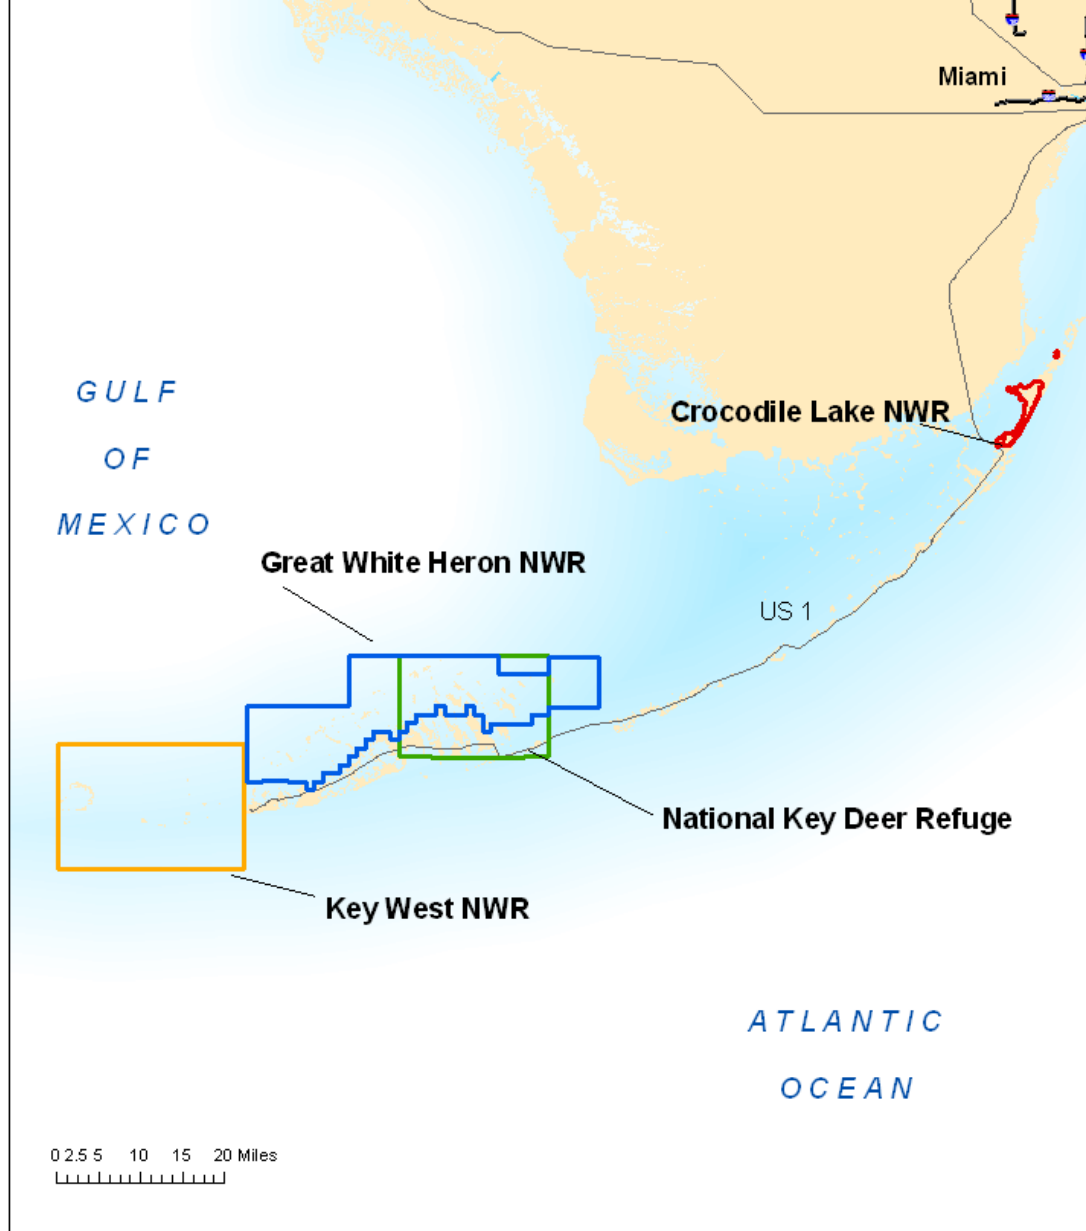 Miami
GULF
OF
MEXICO
Crocodile Lake NWR
Great White Heron NWR
US 1
National Key Deer Refuge
Key West NWR
ATLANTIC
OCEAN
0 2.5 5 10 15 20 Miles